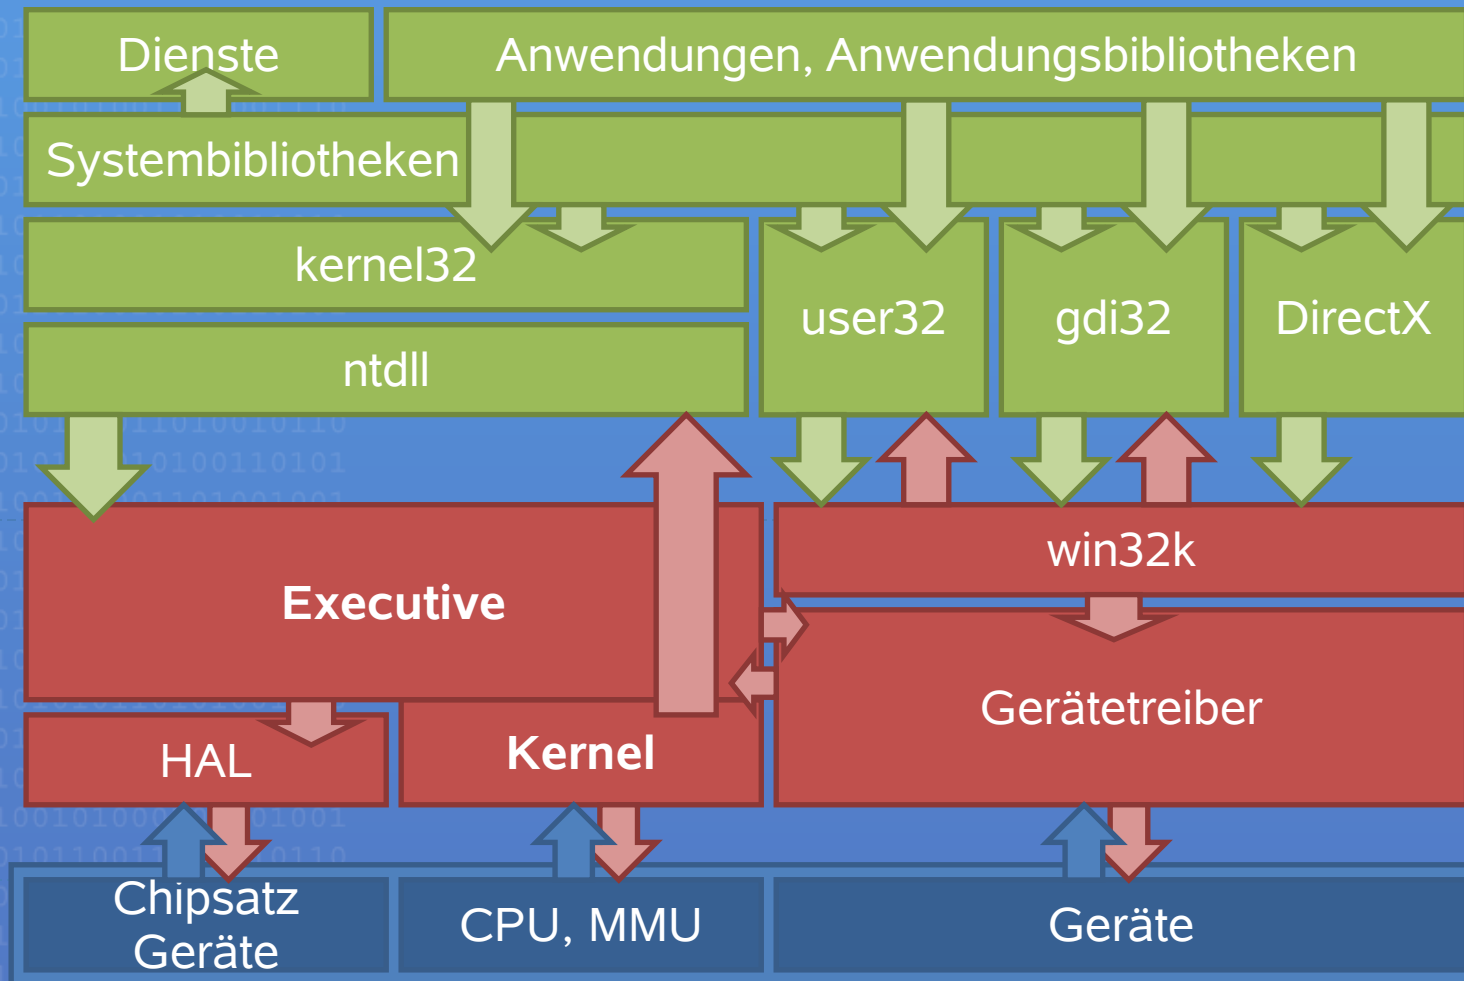 Dienste
Anwendungen, Anwendungsbibliotheken
Systembibliotheken
kernel32
user32
gdi32
DirectX
ntdll
Executive
win32k
Gerätetreiber
HAL
Kernel
Chipsatz
Geräte
CPU, MMU
Geräte